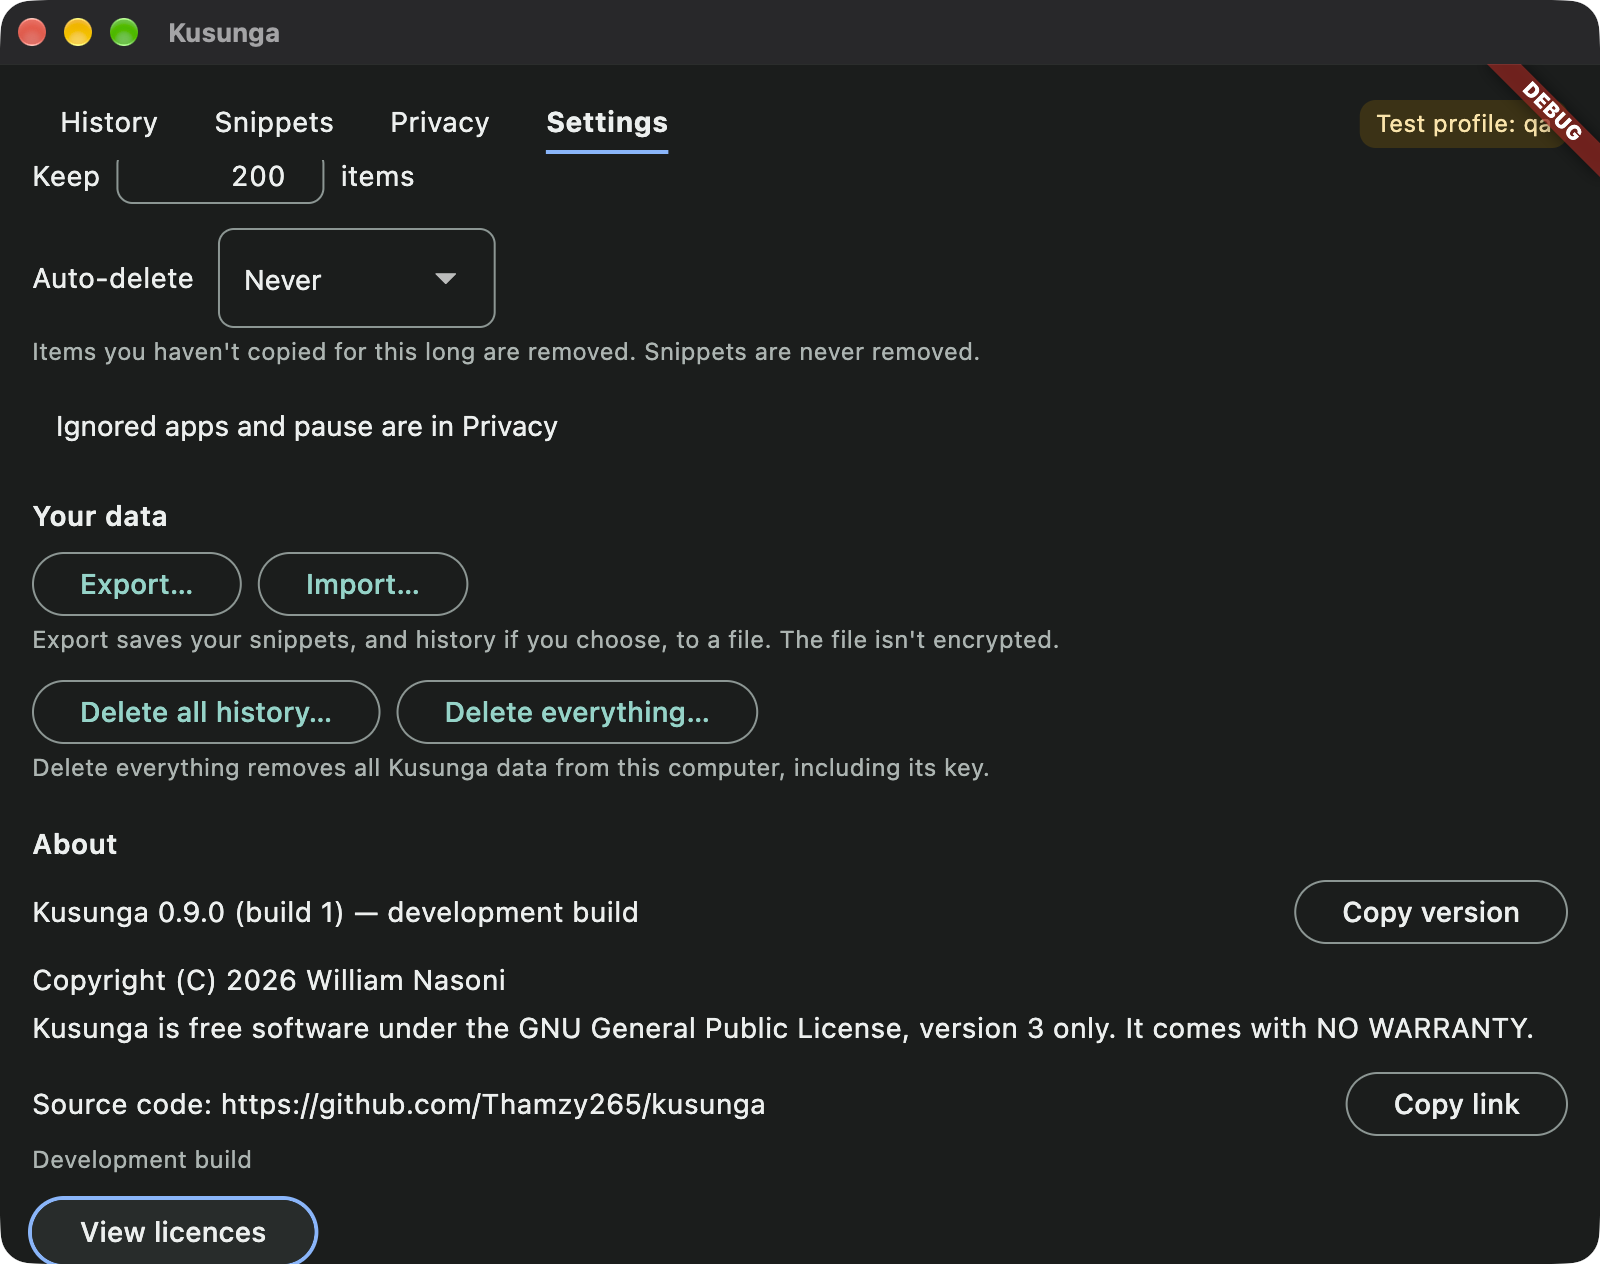 Kusunga
History Snippets Privacy Settings
Test profile: qa
DEBUG
Keep 200 items
Auto-delete Never
Items you haven't copied for this long are removed. Snippets are never removed.
Ignored apps and pause are in Privacy
Your data
Export... Import...
Export saves your snippets, and history if you choose, to a file. The file isn't encrypted.
Delete all history... Delete everything...
Delete everything removes all Kusunga data from this computer, including its key.
About
Kusunga 0.9.0 (build 1) — development build Copy version
Copyright (C) 2026 William Nasoni
Kusunga is free software under the GNU General Public License, version 3 only. It comes with NO WARRANTY.
Source code: https://github.com/Thamzy265/kusunga Copy link
Development build
View licences